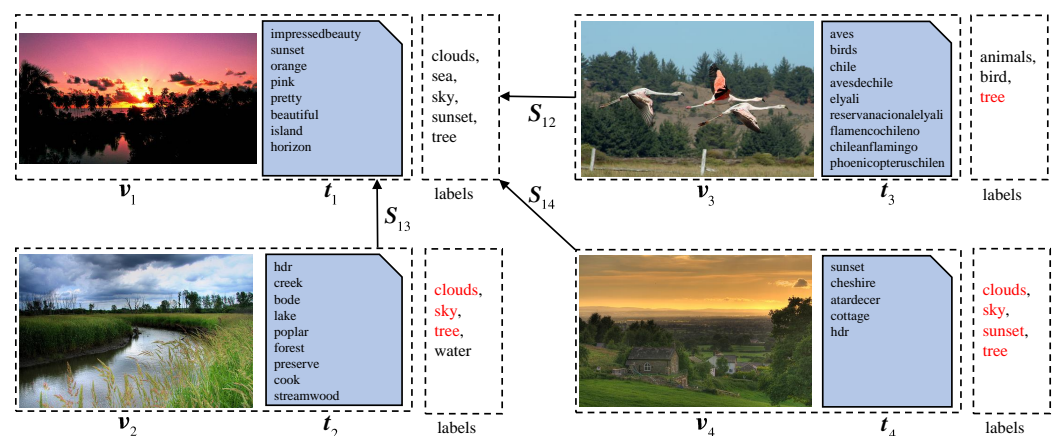 impressedbeauty
sunset
orange
pink
pretty
beautiful
island
horizon
clouds,
sea,
sky,
sunset,
tree
v1
t1
labels
S12
aves
birds
chile
avesdechile
elyali
reservanacionalelyali
flamencochileno
chileanflamingo
phoenicopteruschilen
animals,
bird,
tree
v3
t3
labels
S13
S14
hdr
creek
bode
lake
poplar
forest
preserve
cook
streamwood
clouds,
sky,
tree,
water
v2
t2
labels
sunset
cheshire
atardecer
cottage
hdr
clouds,
sky,
sunset,
tree
v4
t4
labels